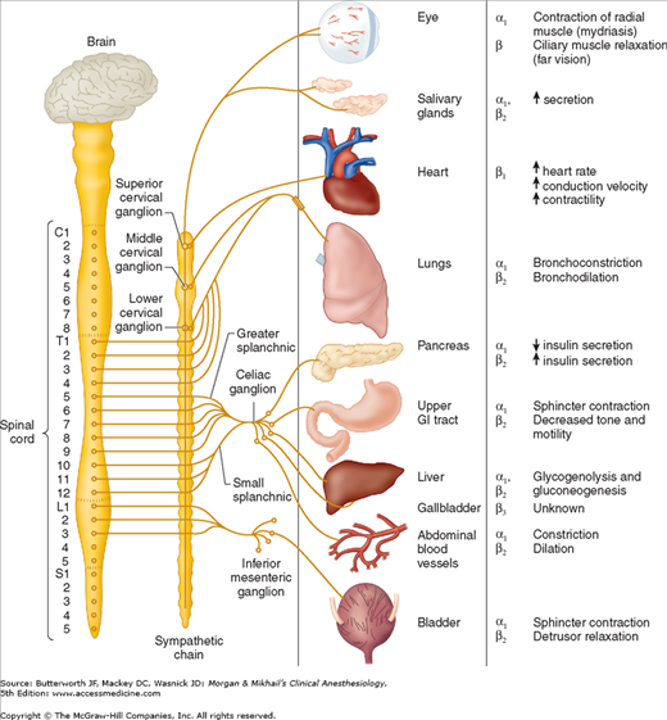 Brain
Superior
cervical
ganglion
Middle
cervical
ganglion
Lower
cervical
ganglion
Greater
splanchnic
Celiac
ganglion
Small
splanchnic
Inferior
mesenteric
ganglion
Sympathetic
chain
Spinal
cord
C1
2
3
4
5
6
7
8
T1
2
3
4
5
6
7
8
9
10
11
12
L1
2
3
4
5
S1
2
3
4
5
Eye α₁ Contraction of radial
muscle (mydriasis)
β Ciliary muscle relaxation
(far vision)
Salivary α₁, ↑ secretion
glands β₂
Heart β₁ ↑ heart rate
↑ conduction velocity
↑ contractility
Lungs α₁ Bronchoconstriction
β₂ Bronchodilation
Pancreas α₁ ↓ insulin secretion
β₂ ↑ insulin secretion
Upper α₁ Sphincter contraction
GI tract β₂ Decreased tone and
motility
Liver α₁, Glycogenolysis and
β₂ gluconeogenesis
Gallbladder β₃ Unknown
Abdominal α₁ Constriction
blood β₂ Dilation
vessels
Bladder α₁ Sphincter contraction
β₂ Detrusor relaxation
Source: Butterworth JF, Mackey DC, Wasnick JD: Morgan & Mikhail's Clinical Anesthesiology,
5th Edition: www.accessmedicine.com
Copyright © The McGraw-Hill Companies, Inc. All rights reserved.